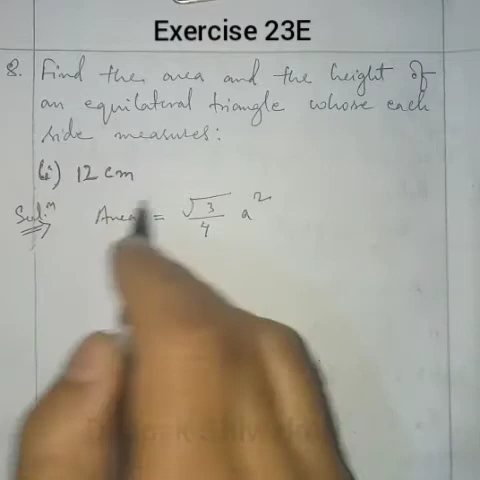 Exercise 23E
8. Find the area and the height of
an equilateral triangle whose each
side measures:
(i) 12 cm
Sol.ⁿ Area = √3/4 a²